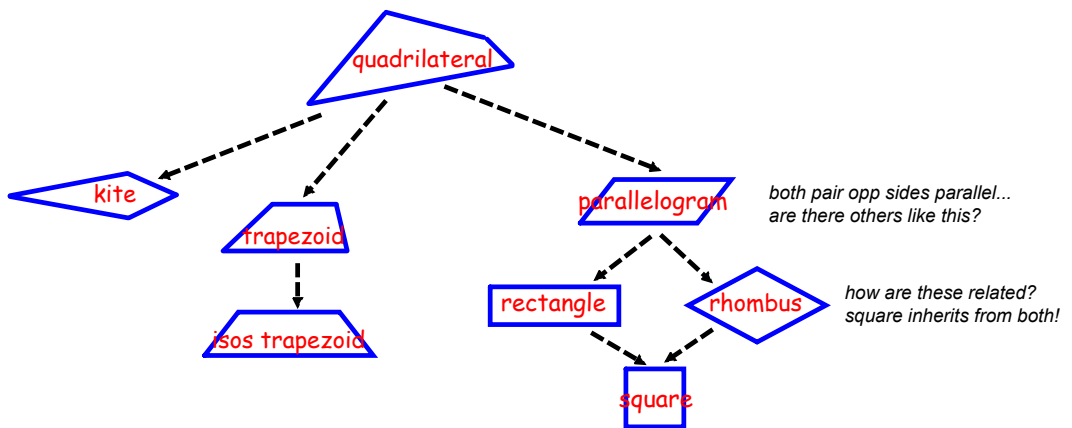 quadrilateral
kite
trapezoid
parallelogram
both pair opp sides parallel...
are there others like this?
isos trapezoid
rectangle
rhombus
how are these related?
square inherits from both!
square